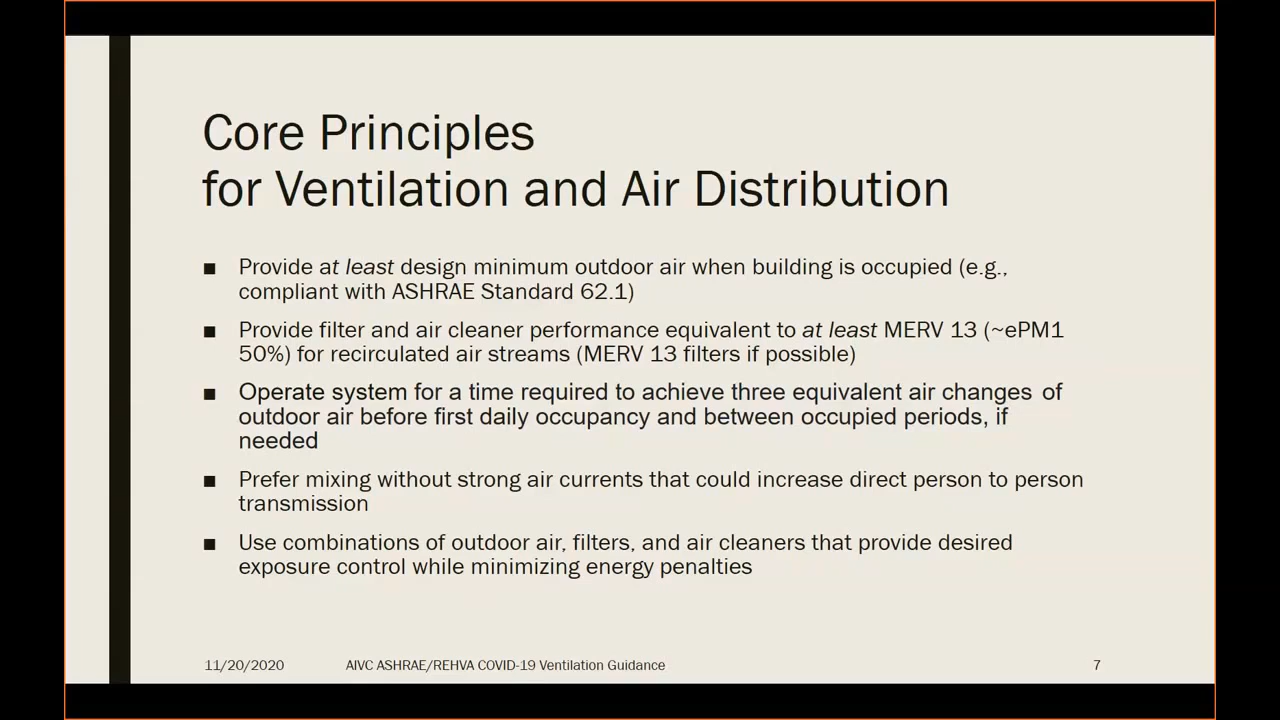 Core Principles
for Ventilation and Air Distribution
■ Provide at least design minimum outdoor air when building is occupied (e.g.,
compliant with ASHRAE Standard 62.1)
■ Provide filter and air cleaner performance equivalent to at least MERV 13 (~ePM1
50%) for recirculated air streams (MERV 13 filters if possible)
■ Operate system for a time required to achieve three equivalent air changes of
outdoor air before first daily occupancy and between occupied periods, if
needed
■ Prefer mixing without strong air currents that could increase direct person to person
transmission
■ Use combinations of outdoor air, filters, and air cleaners that provide desired
exposure control while minimizing energy penalties
11/20/2020 AIVC ASHRAE/REHVA COVID-19 Ventilation Guidance 7